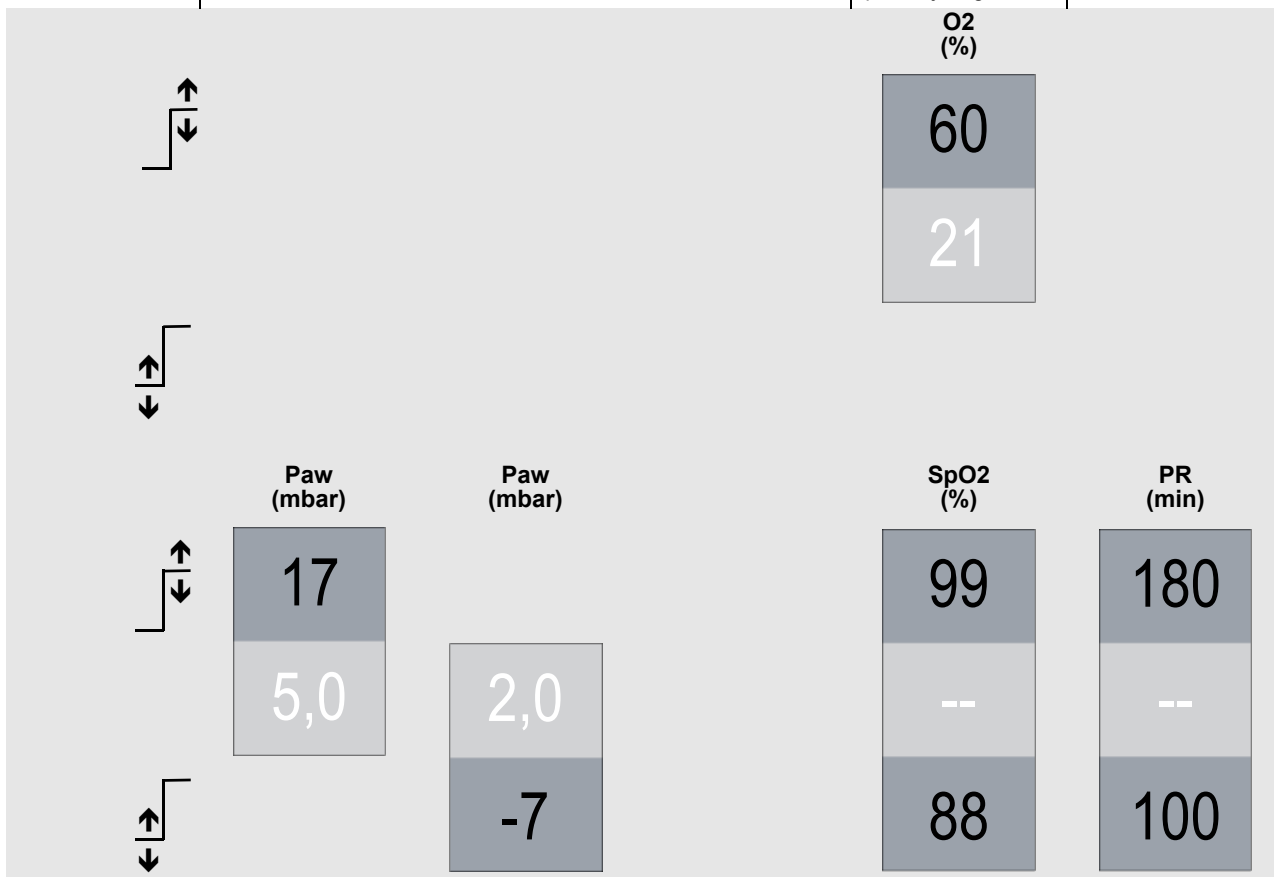 O2
(%)
60
21
Paw
(mbar)
Paw
(mbar)
SpO2
(%)
PR
(min)
17
99
180
5,0
2,0
--
--
-7
88
100